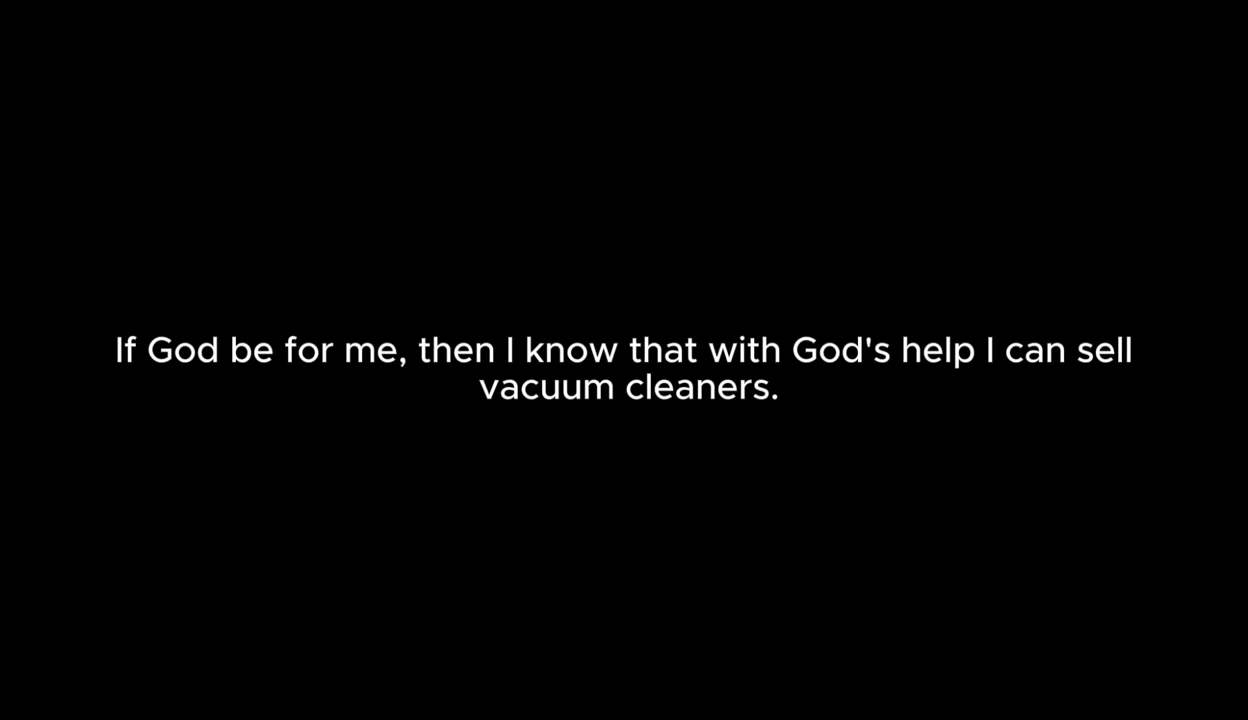 If God be for me, then I know that with God's help I can sell
vacuum cleaners.